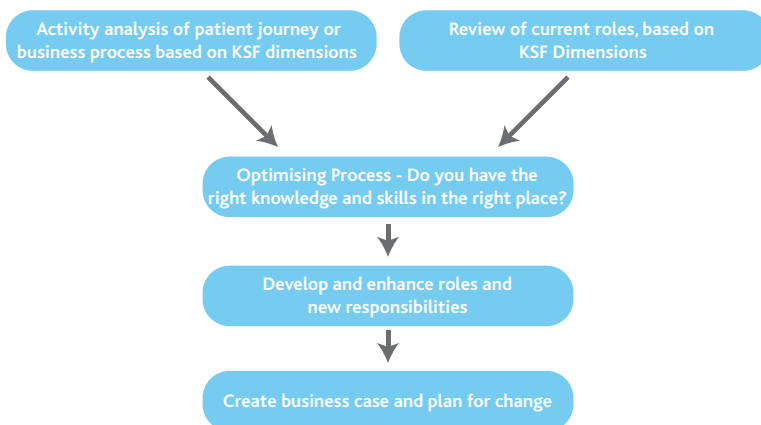 Activity analysis of patient journey or
business process based on KSF dimensions
Review of current roles, based on
KSF Dimensions
Optimising Process - Do you have the
right knowledge and skills in the right place?
Develop and enhance roles and
new responsibilities
Create business case and plan for change